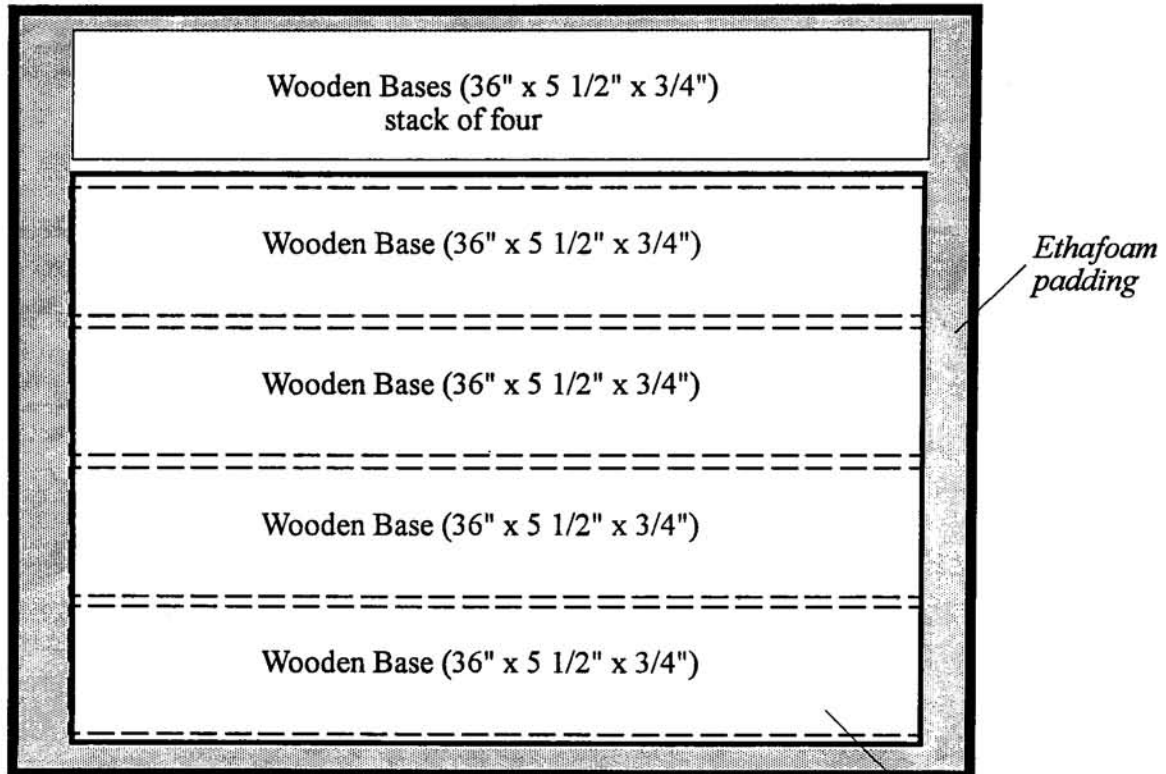 Wooden Bases (36" x 5 1/2" x 3/4")
stack of four
Wooden Base (36" x 5 1/2" x 3/4")
Ethafoam
padding
Wooden Base (36" x 5 1/2" x 3/4")
Wooden Base (36" x 5 1/2" x 3/4")
Wooden Base (36" x 5 1/2" x 3/4")